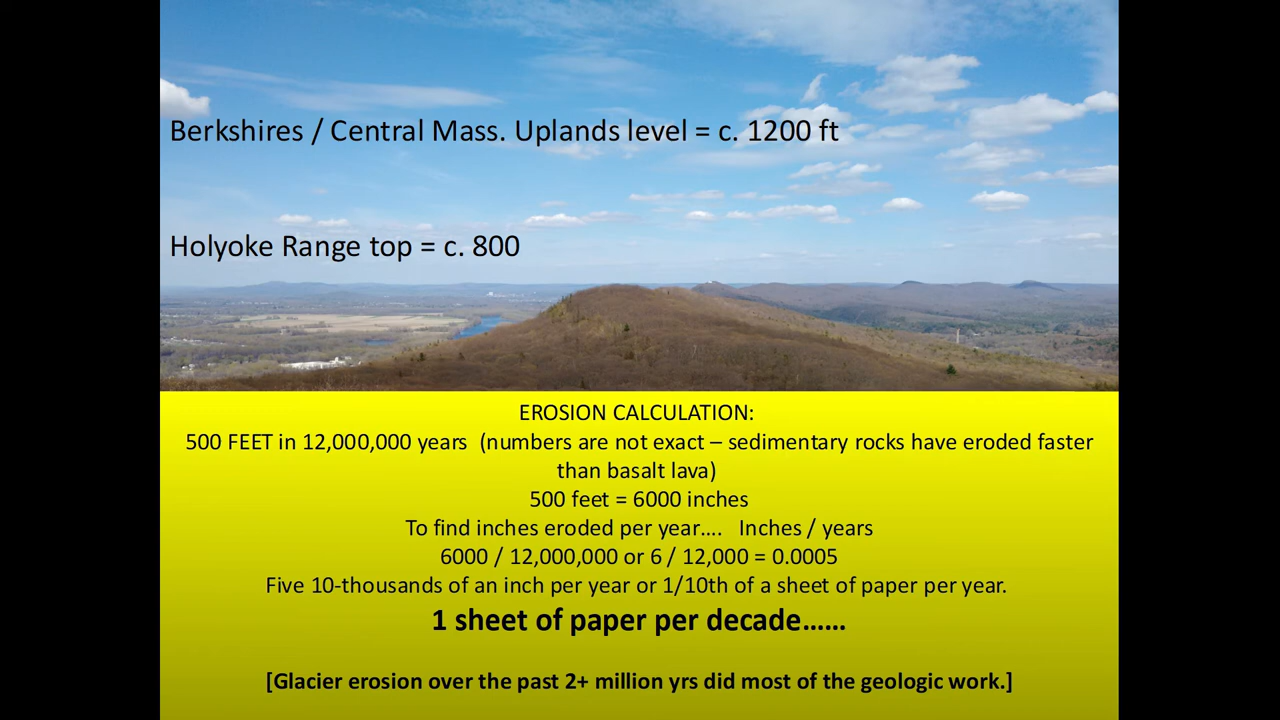 Berkshires / Central Mass. Uplands level = c. 1200 ft
Holyoke Range top = c. 800
EROSION CALCULATION:
500 FEET in 12,000,000 years  (numbers are not exact – sedimentary rocks have eroded faster
than basalt lava)
500 feet = 6000 inches
To find inches eroded per year....   Inches / years
6000 / 12,000,000 or 6 / 12,000 = 0.0005
Five 10-thousands of an inch per year or 1/10th of a sheet of paper per year.
1 sheet of paper per decade......
[Glacier erosion over the past 2+ million yrs did most of the geologic work.]